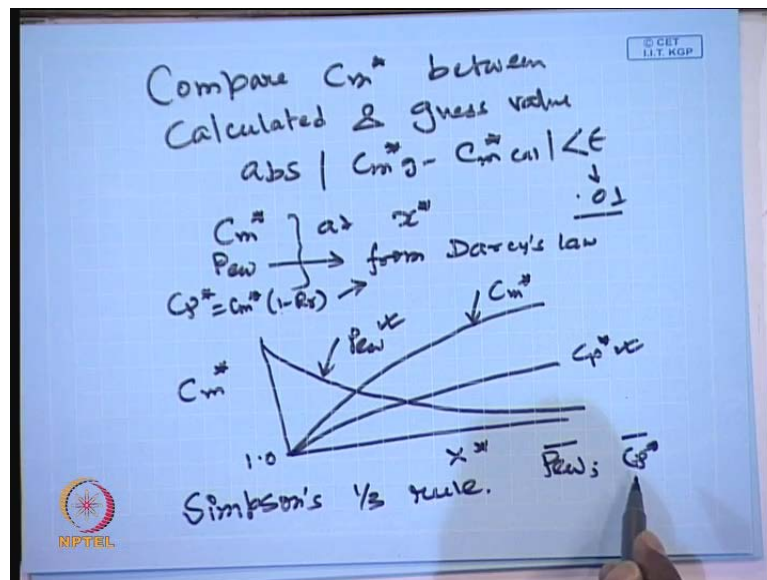 © CET
I.I.T. KGP
Compare Cm* between
Calculated & guess value
abs | Cm*g - Cm* cal | < ε
.01
Cm* } at x*
Pew → from Darcy's law
Cp* = Cm* (1-Rr)
Cm*
Pew
Cp*
Cm*
1.0
x*
Simpson's 1/3 rule. Pew; Cp*
NPTEL